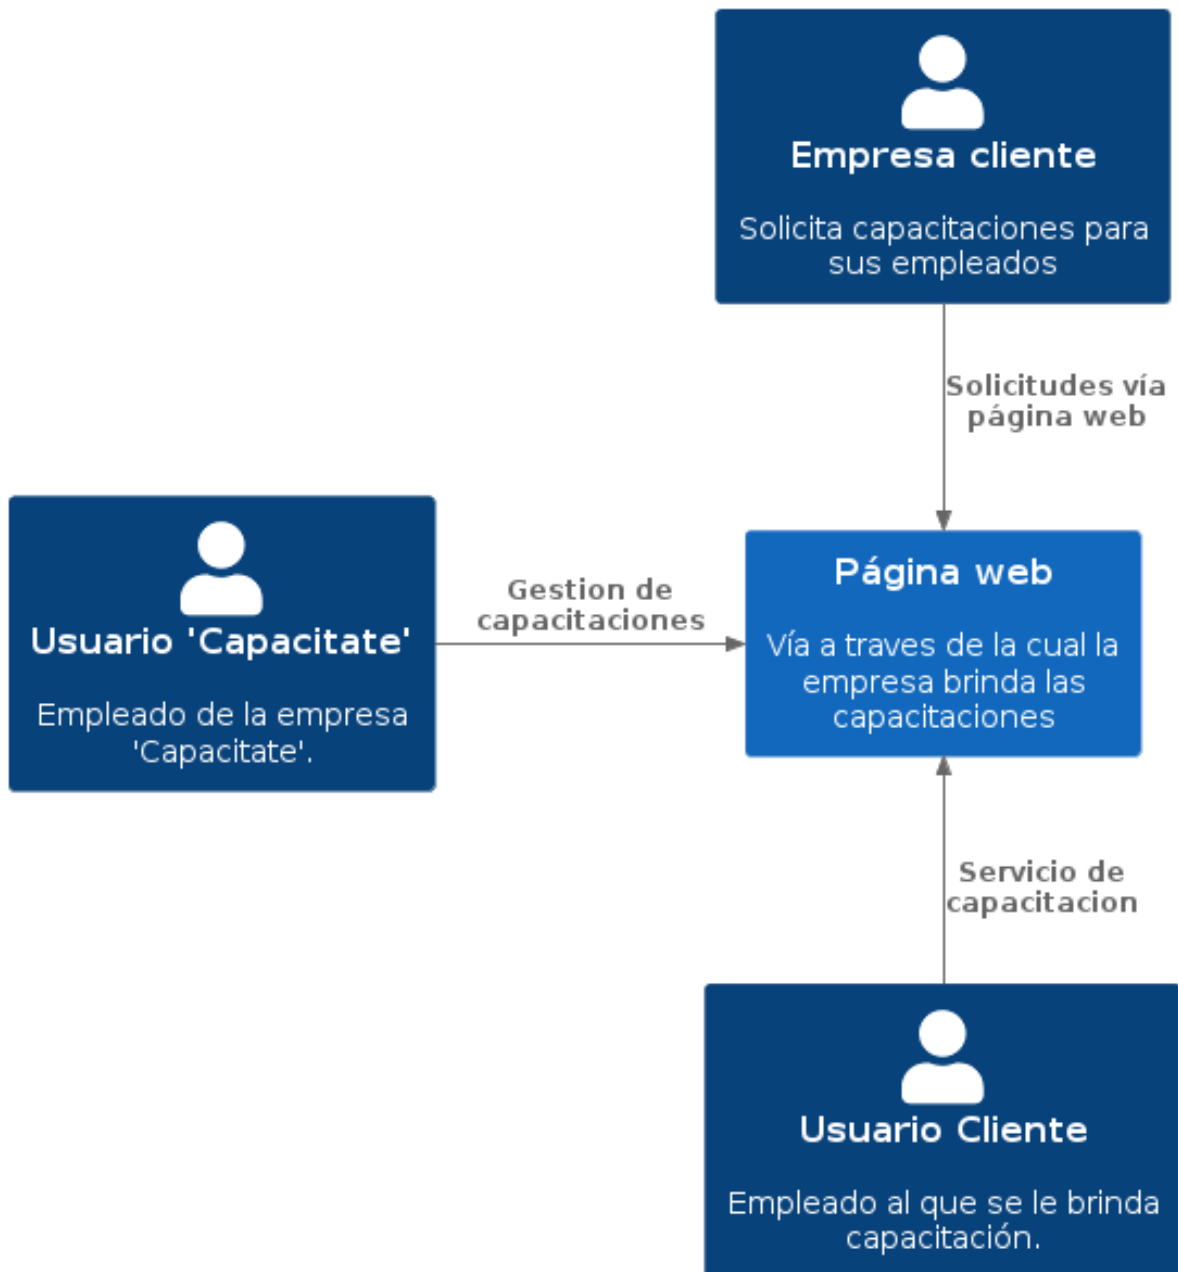 Empresa cliente
Solicita capacitaciones para
sus empleados
Solicitudes vía
página web
Usuario 'Capacitate'
Empleado de la empresa
'Capacitate'.
Gestion de
capacitaciones
Página web
Vía a traves de la cual la
empresa brinda las
capacitaciones
Servicio de
capacitacion
Usuario Cliente
Empleado al que se le brinda
capacitación.